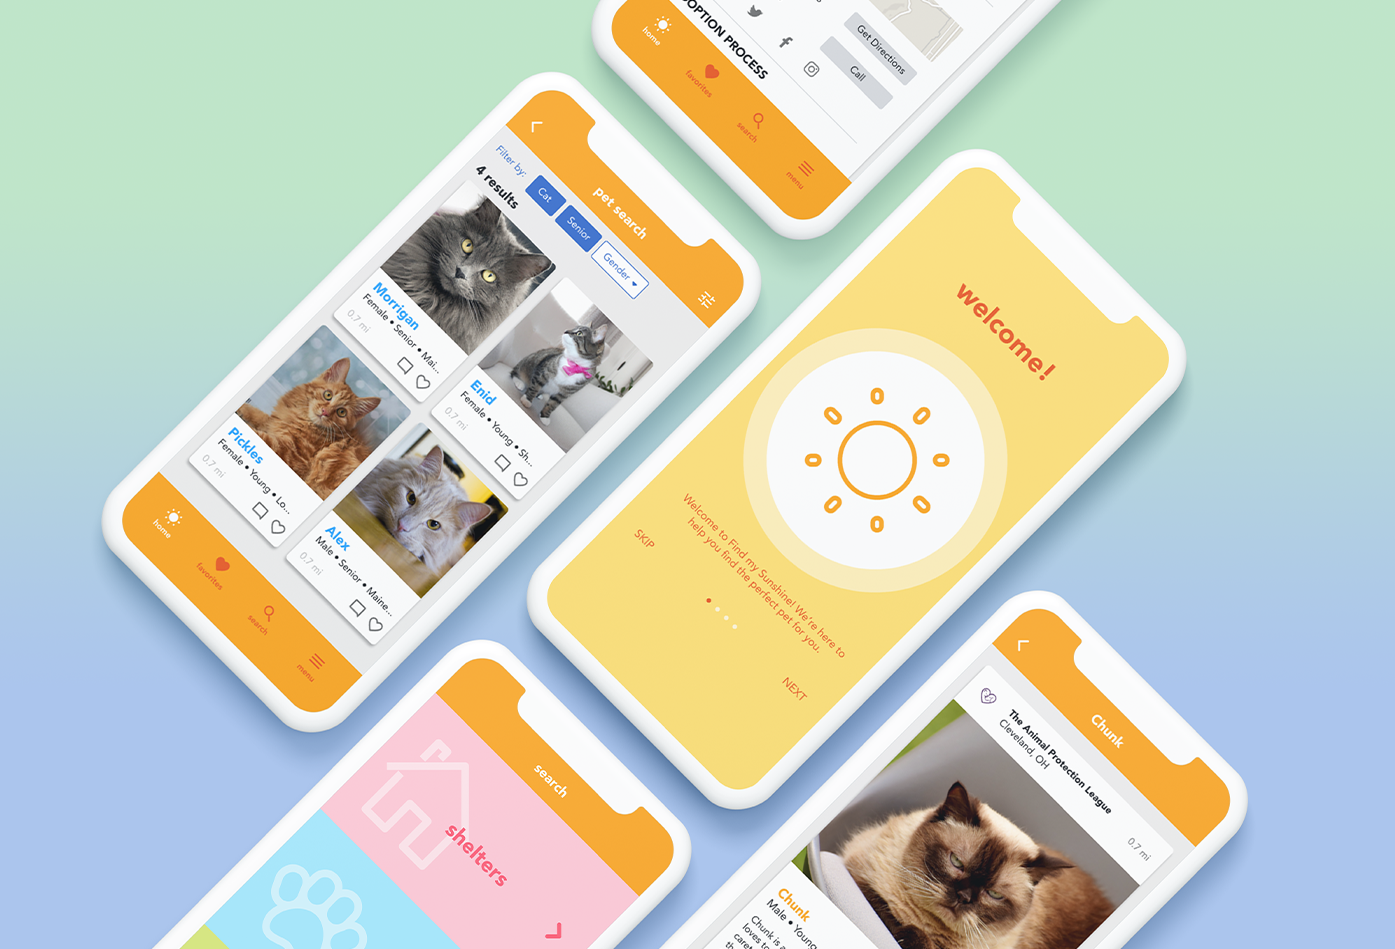 OPTION PROCESS
Get Directions
Call
home
favorites
search
menu
pet search
Filter by:
Cat
Senior
Gender
4 results
Morrigan
Female • Senior • Mai...
0.7 mi
Enid
Female • Young • Sh...
0.7 mi
Pickles
Female • Young • Lo...
0.7 mi
Alex
Male • Senior • Maine...
0.7 mi
home
favorites
search
menu
welcome!
Welcome to Find my Sunshine! We're here to
help you find the perfect pet for you.
SKIP
NEXT
search
shelters
Chunk
The Animal Protection League
Cleveland, OH
0.7 mi
Chunk
Male • Young
Chunk is a
loves to